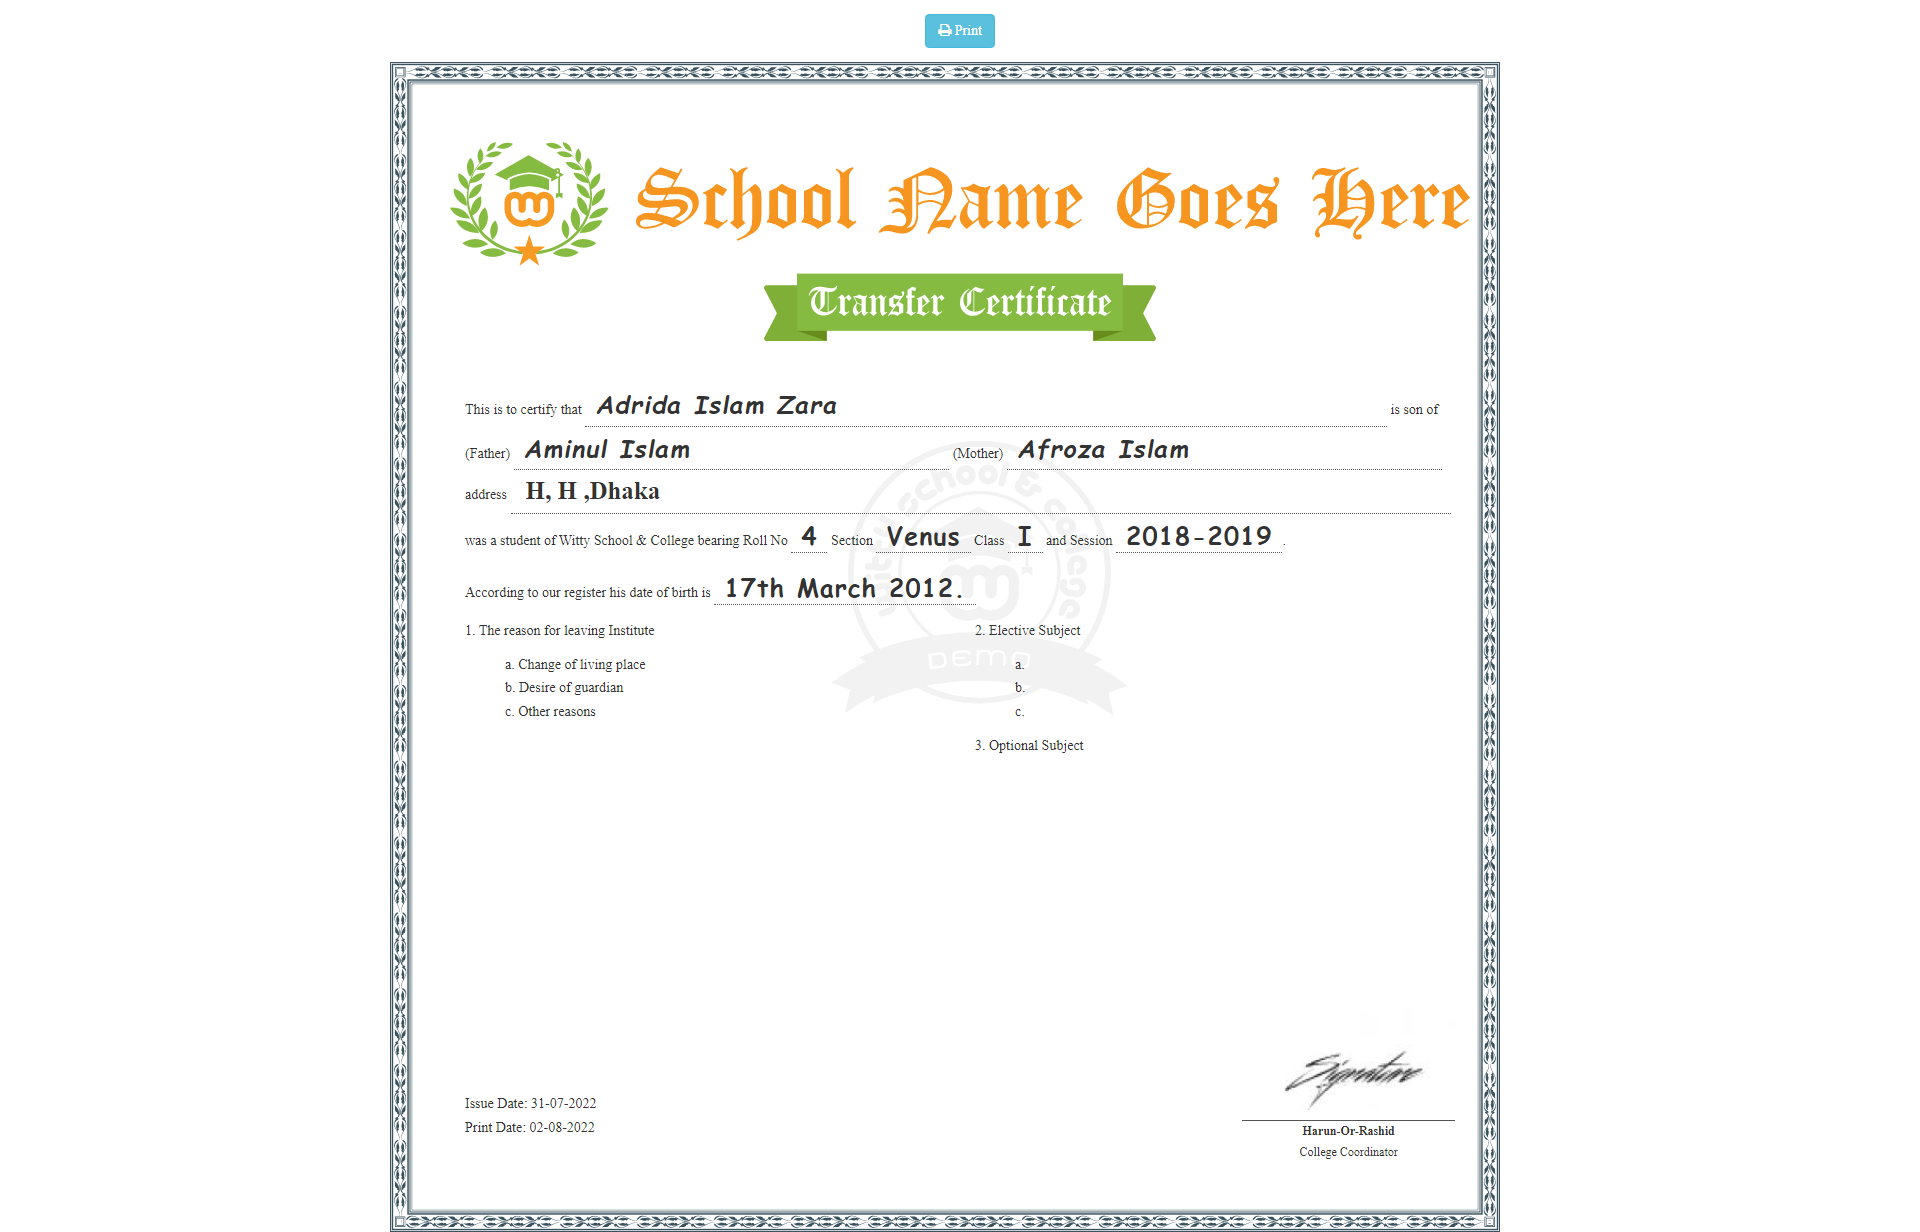 Print
School Name Goes Here
Transfer Certificate
This is to certify that Adrida Islam Zara is son of
(Father) Aminul Islam (Mother) Afroza Islam
address H, H ,Dhaka
was a student of Witty School & College bearing Roll No 4 Section Venus Class I and Session 2018-2019 .
According to our register his date of birth is 17th March 2012.
witty school & college
DEMO
1. The reason for leaving Institute
a. Change of living place
b. Desire of guardian
c. Other reasons
2. Elective Subject
a.
b.
c.
3. Optional Subject
Issue Date: 31-07-2022
Print Date: 02-08-2022
Signature
Harun-Or-Rashid
College Coordinator